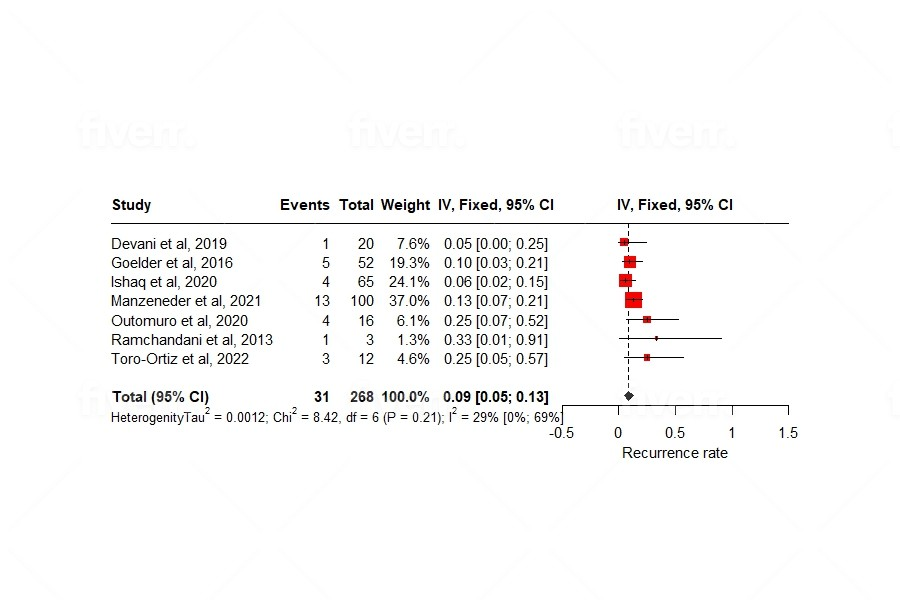 fiverr. fiverr. fiverr.
Study Events Total Weight IV, Fixed, 95% CI IV, Fixed, 95% CI
Devani et al, 2019 1 20 7.6% 0.05 [0.00; 0.25]
Goelder et al, 2016 5 52 19.3% 0.10 [0.03; 0.21]
Ishaq et al, 2020 4 65 24.1% 0.06 [0.02; 0.15]
Manzeneder et al, 2021 13 100 37.0% 0.13 [0.07; 0.21]
Outomuro et al, 2020 4 16 6.1% 0.25 [0.07; 0.52]
Ramchandani et al, 2013 1 3 1.3% 0.33 [0.01; 0.91]
Toro-Ortiz et al, 2022 3 12 4.6% 0.25 [0.05; 0.57]
Total (95% CI) 31 268 100.0% 0.09 [0.05; 0.13]
HeterogenityTau² = 0.0012; Chi² = 8.42, df = 6 (P = 0.21); I² = 29% [0%; 69%]
-0.5 0 0.5 1 1.5
Recurrence rate
fiverr. fiverr. fiverr.